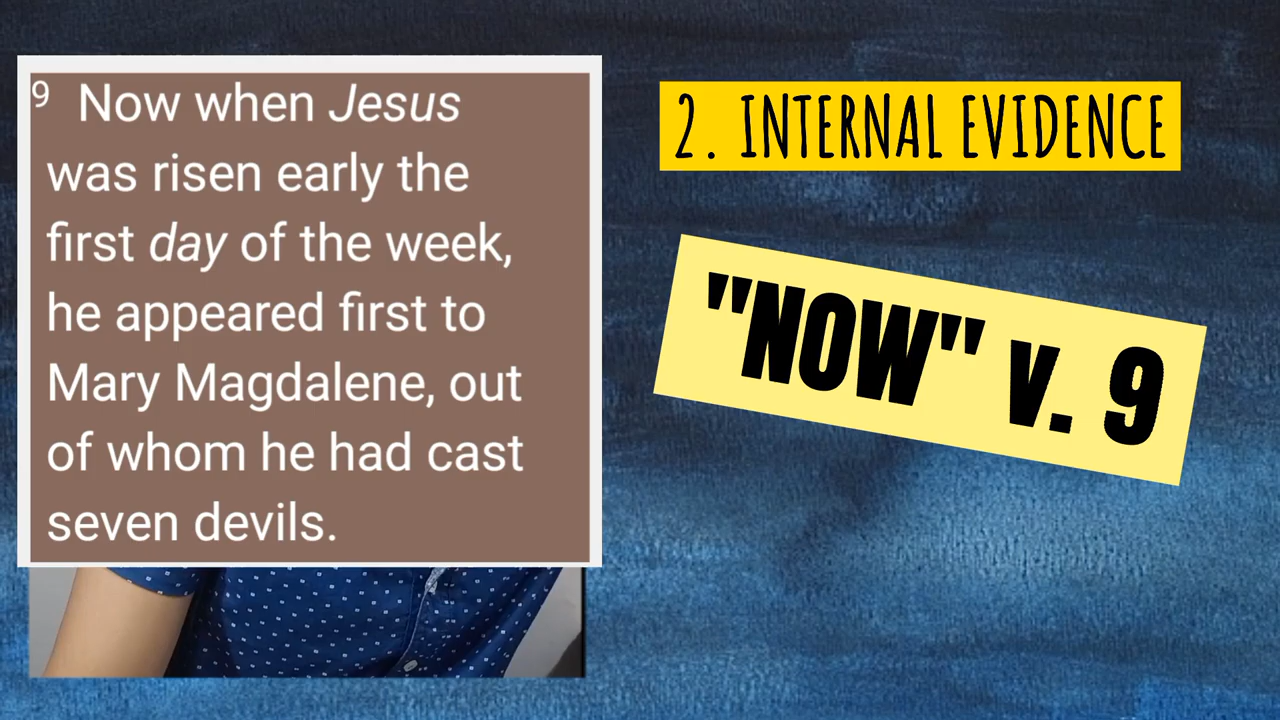 9 Now when Jesus
was risen early the
first day of the week,
he appeared first to
Mary Magdalene, out
of whom he had cast
seven devils.
2. INTERNAL EVIDENCE
"NOW" v. 9